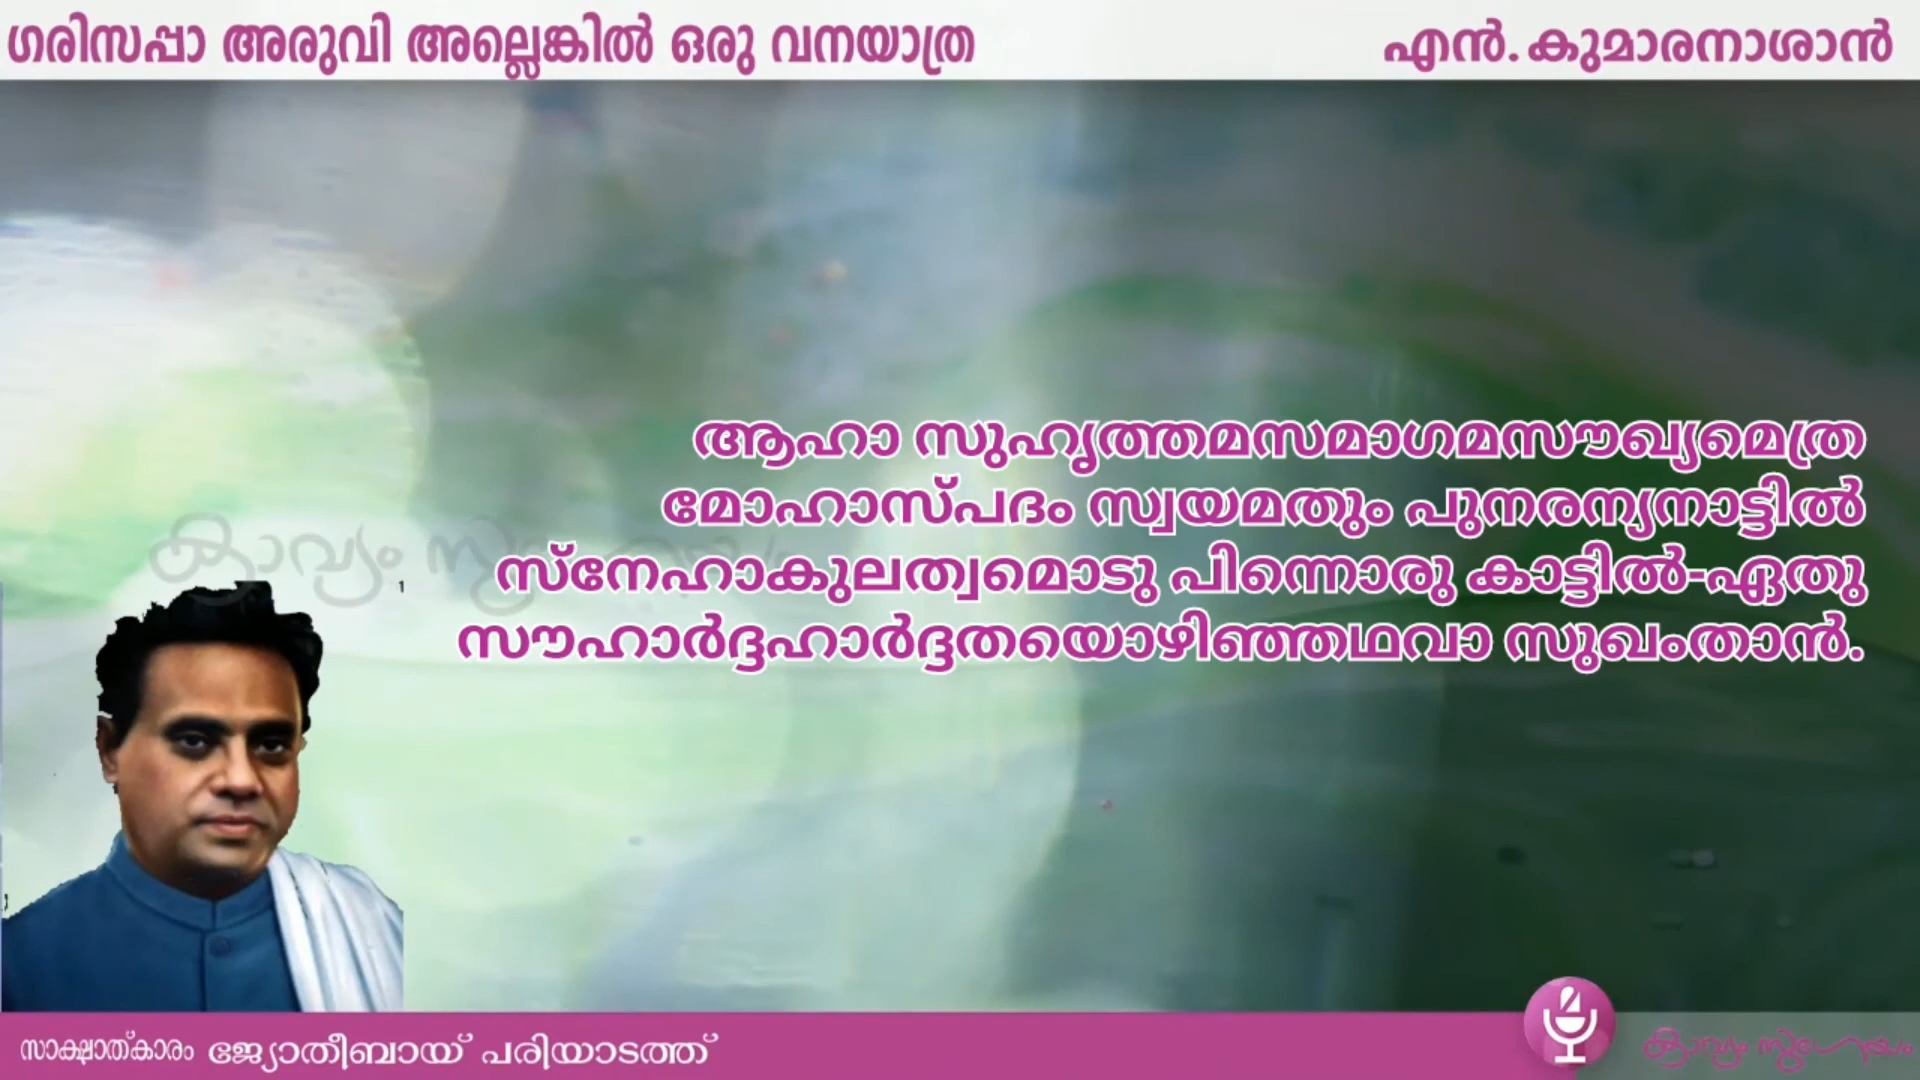 ഗരിസപ്പാ അരുവി അല്ലെങ്കിൽ ഒരു വനയാത്ര
എൻ.കുമാരനാശാൻ
ആഹാ സുഹൃത്തമസമാഗമസൗഖ്യമെത്ര
മോഹാസ്പദം സ്വയമതും പുനരന്യനാട്ടിൽ
സ്നേഹാകുലത്വമൊടു പിന്നൊരു കാട്ടിൽ-ഏതു
സൗഹാർദ്ദഹാർദ്ദതയൊഴിഞ്ഞഥവാ സുഖംതാൻ.
കാവ്യം സുഗേയം
1
സാക്ഷാത്കാരം ജ്യോതീബായ് പരിയാടത്ത്
കാവ്യം സുഗേയം